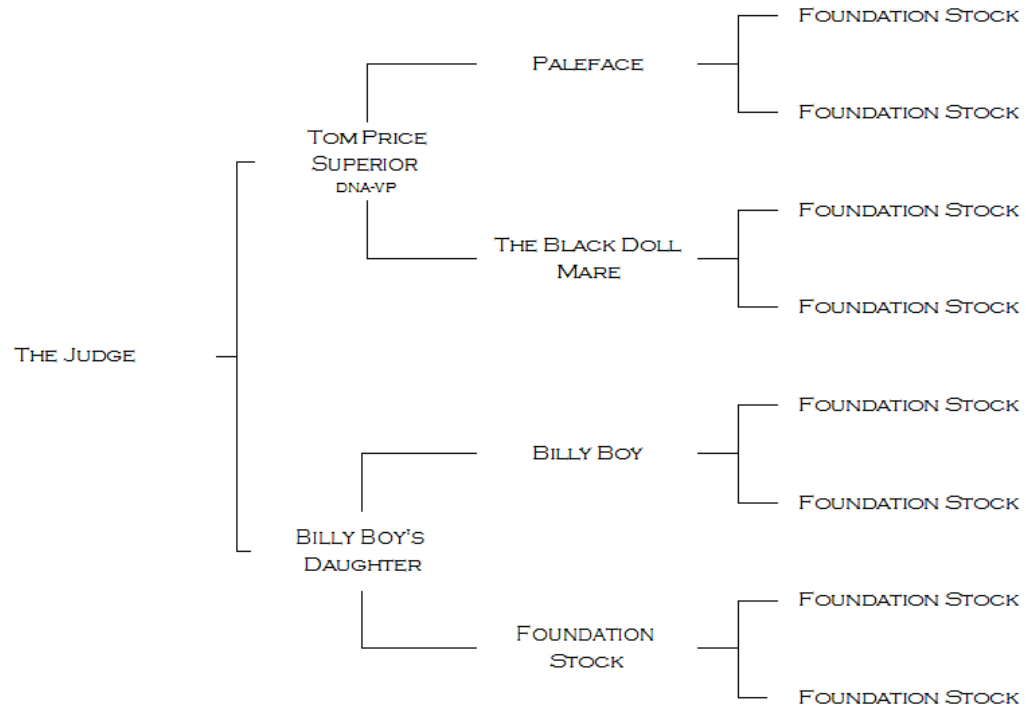 Foundation Stock
Paleface
Foundation Stock
Tom Price
Superior
DNA-VP
Foundation Stock
The Black Doll
Mare
Foundation Stock
The Judge
Foundation Stock
Billy Boy
Foundation Stock
Billy Boy's
Daughter
Foundation Stock
Foundation
Stock
Foundation Stock